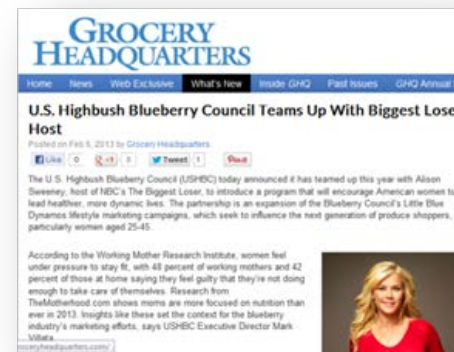 GROCERY
HEADQUARTERS
Home News Web Exclusive What's New Inside GHQ Past Issues GHQ Annual
U.S. Highbush Blueberry Council Teams Up With Biggest Lose
Host
Posted on Feb 5, 2013 by Grocery Headquarters
Like 0 +1 3 Tweet 1 Pin it
The U.S. Highbush Blueberry Council (USHBC) today announced it has teamed up this year with Alison
Sweeney, host of NBC's The Biggest Loser, to introduce a program that will encourage American women to
lead healthier, more dynamic lives. The partnership is an expansion of the Blueberry Council's Little Blue
Dynamos lifestyle marketing campaigns, which seek to influence the next generation of produce shoppers,
particularly women aged 25-45.
According to the Working Mother Research Institute, women feel
under pressure to stay fit, with 48 percent of working mothers and 42
percent of those at home saying they feel guilty that they're not doing
enough to take care of themselves. Research from
TheMotherhood.com shows moms are more focused on nutrition than
ever in 2013. Insights like these set the context for the blueberry
industry's marketing efforts, says USHBC Executive Director Mark